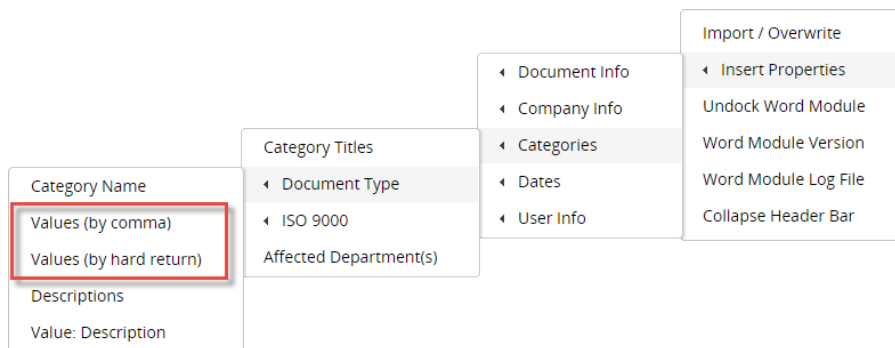 Import / Overwrite
Insert Properties
Undock Word Module
Word Module Version
Word Module Log File
Collapse Header Bar
Document Info
Company Info
Categories
Dates
User Info
Category Titles
Document Type
ISO 9000
Affected Department(s)
Category Name
Values (by comma)
Values (by hard return)
Descriptions
Value: Description